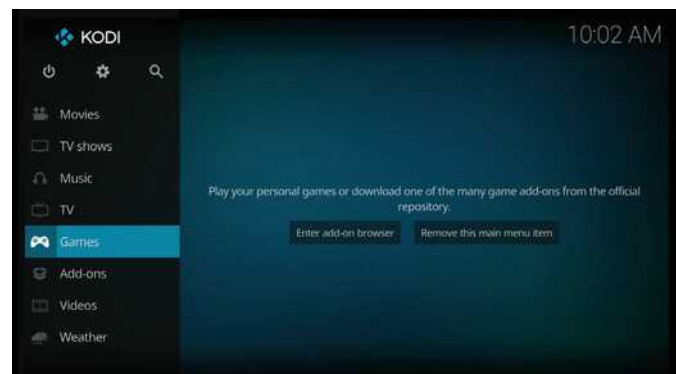 KODI
10:02 AM
Movies
TV shows
Music
TV
Games
Add-ons
Videos
Weather
Play your personal games or download one of the many game add-ons from the official
repository.
Enter add-on browser
Remove this main menu item